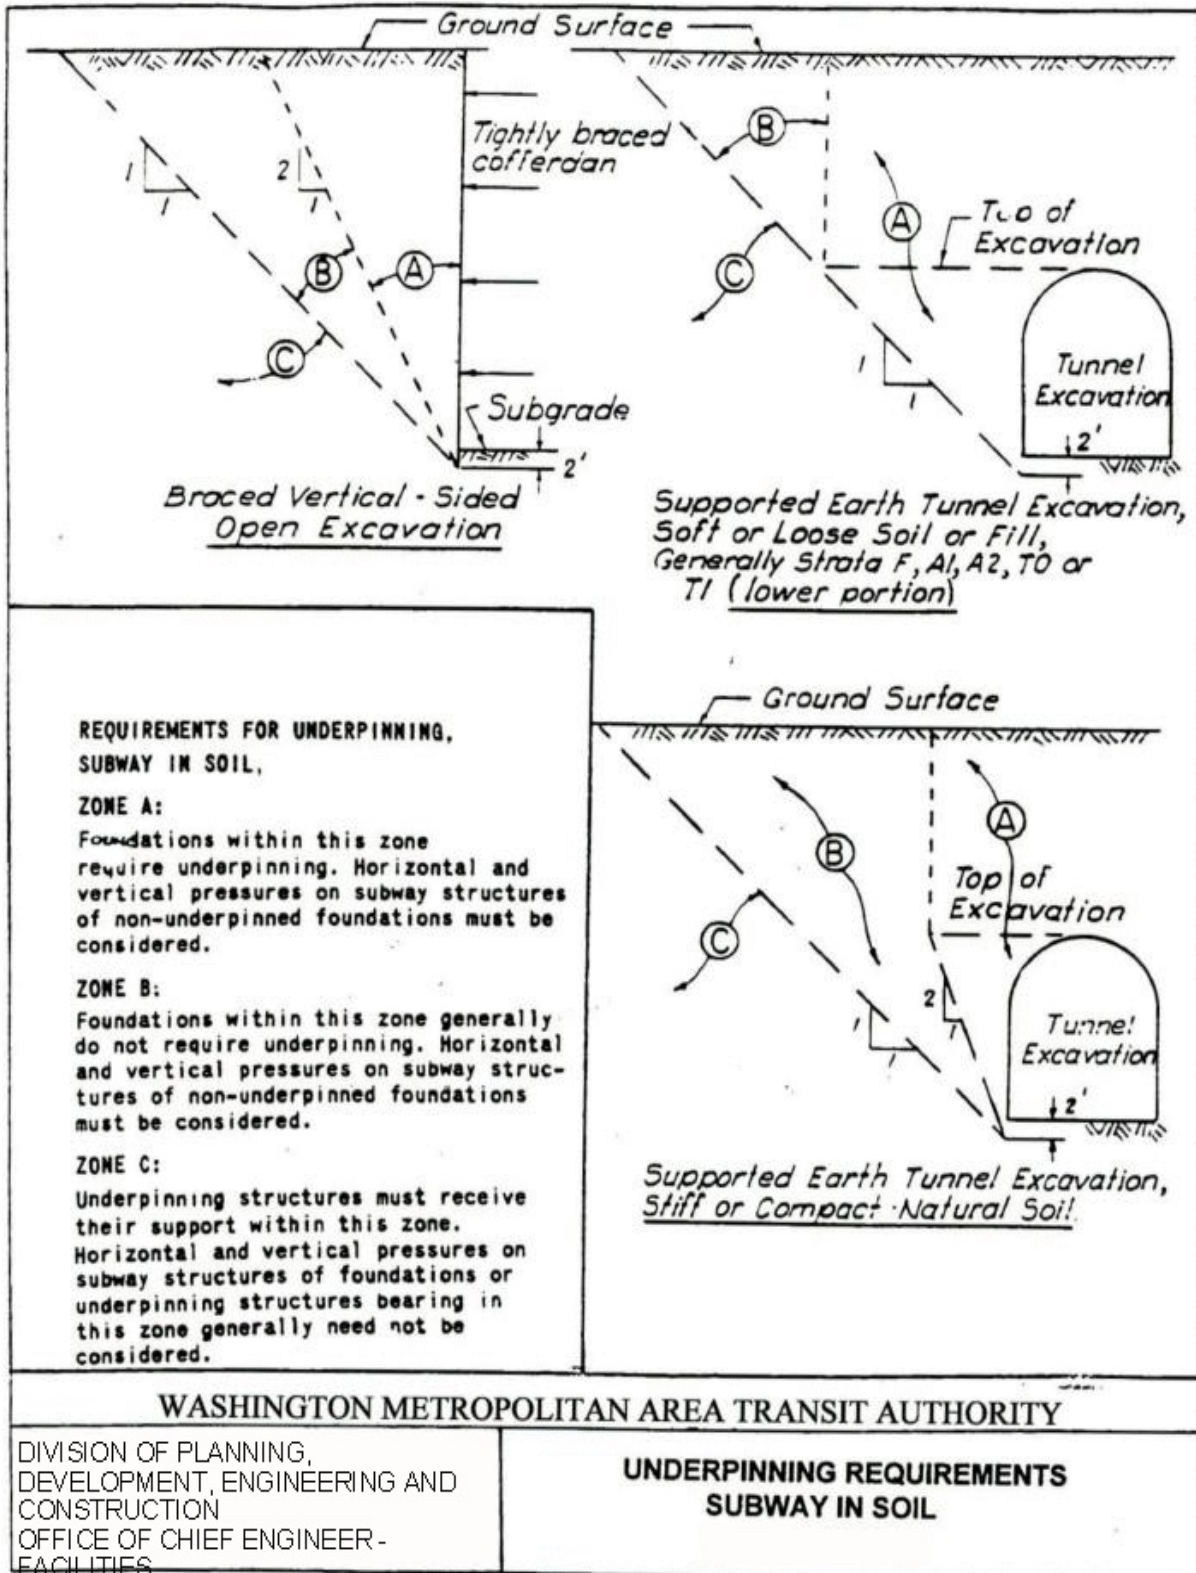 Ground Surface
1
1
2
1
B
A
C
Tightly braced
cofferdan
Subgrade
2'
Braced Vertical - Sided
Open Excavation
B
A
C
Top of
Excavation
1
1
Tunnel
Excavation
2'
Supported Earth Tunnel Excavation,
Soft or Loose Soil or Fill,
Generally Strata F, A1, A2, T0 or
T1 (lower portion)
REQUIREMENTS FOR UNDERPINNING,
SUBWAY IN SOIL,
ZONE A:
Foundations within this zone
require underpinning. Horizontal and
vertical pressures on subway structures
of non-underpinned foundations must be
considered.
ZONE B:
Foundations within this zone generally
do not require underpinning. Horizontal
and vertical pressures on subway struc-
tures of non-underpinned foundations
must be considered.
ZONE C:
Underpinning structures must receive
their support within this zone.
Horizontal and vertical pressures on
subway structures of foundations or
underpinning structures bearing in
this zone generally need not be
considered.
Ground Surface
A
B
C
Top of
Excavation
1
1
2
1
Tunnel
Excavation
2'
Supported Earth Tunnel Excavation,
Stiff or Compact Natural Soil.
WASHINGTON METROPOLITAN AREA TRANSIT AUTHORITY
DIVISION OF PLANNING,
DEVELOPMENT, ENGINEERING AND
CONSTRUCTION
OFFICE OF CHIEF ENGINEER -
FACILITIES
UNDERPINNING REQUIREMENTS
SUBWAY IN SOIL